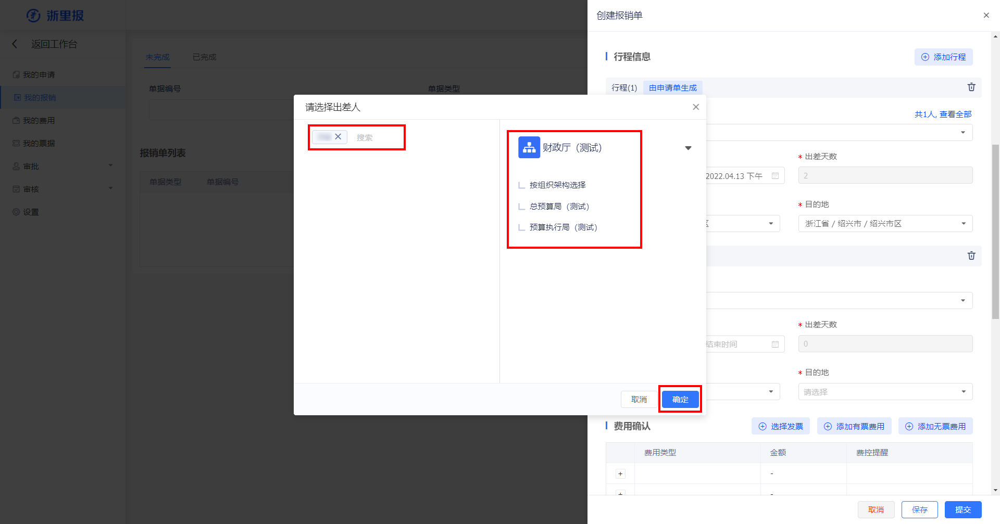 浙里报
返回工作台
我的申请
我的报销
我的费用
我的票据
审批
审核
设置
未完成 已完成
单据编号 单据类型
报销单列表
单据类型 单据编号
请选择出差人
搜索
财政厅（测试）
按组织架构选择
总预算局（测试）
预算执行局（测试）
取消 确定
创建报销单
行程信息 添加行程
行程(1) 由申请单生成
共1人, 查看全部
* 出差天数
2022.04.13 下午 2
* 目的地
区 浙江省 / 绍兴市 / 绍兴市区
* 出差天数
结束时间 0
* 目的地
请选择
费用确认 选择发票 添加有票费用 添加无票费用
费用类型 金额 费控提醒
+ -
+ -
取消 保存 提交